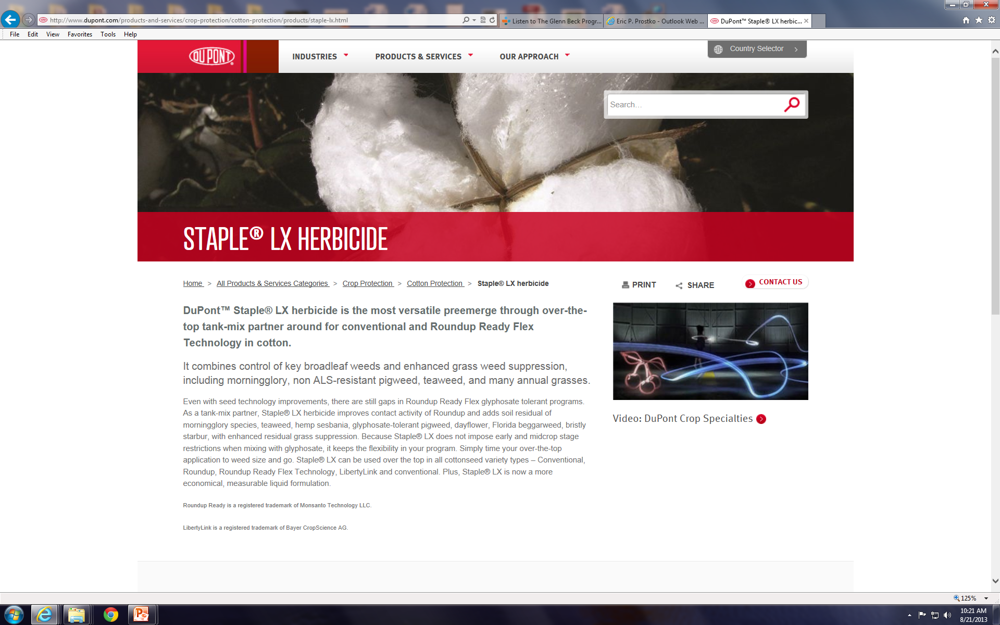 http://www.dupont.com/products-and-services/crop-protection/cotton-protection/products/staple-lx.html
Listen to The Glenn Beck Progr...
Eric P. Prostko - Outlook Web ...
DuPont™ Staple® LX herbic...
File Edit View Favorites Tools Help
DUPONT®
INDUSTRIES
PRODUCTS & SERVICES
OUR APPROACH
Country Selector
Search...
STAPLE® LX HERBICIDE
Home > All Products & Services Categories > Crop Protection > Cotton Protection > Staple® LX herbicide
PRINT
SHARE
CONTACT US
DuPont™ Staple® LX herbicide is the most versatile preemerge through over-the-
top tank-mix partner around for conventional and Roundup Ready Flex
Technology in cotton.
It combines control of key broadleaf weeds and enhanced grass weed suppression,
including morningglory, non ALS-resistant pigweed, teaweed, and many annual grasses.
Even with seed technology improvements, there are still gaps in Roundup Ready Flex glyphosate tolerant programs.
As a tank-mix partner, Staple® LX herbicide improves contact activity of Roundup and adds soil residual of
morningglory species, teaweed, hemp sesbania, glyphosate-tolerant pigweed, dayflower, Florida beggarweed, bristly
starbur, with enhanced residual grass suppression. Because Staple® LX does not impose early and midcrop stage
restrictions when mixing with glyphosate, it keeps the flexibility in your program. Simply time your over-the-top
application to weed size and go. Staple® LX can be used over the top in all cottonseed variety types – Conventional,
Roundup, Roundup Ready Flex Technology, LibertyLink and conventional. Plus, Staple® LX is now a more
economical, measurable liquid formulation.
Roundup Ready is a registered trademark of Monsanto Technology LLC.
LibertyLink is a registered trademark of Bayer CropScience AG.
Video: DuPont Crop Specialties
125%
10:21 AM
8/21/2013